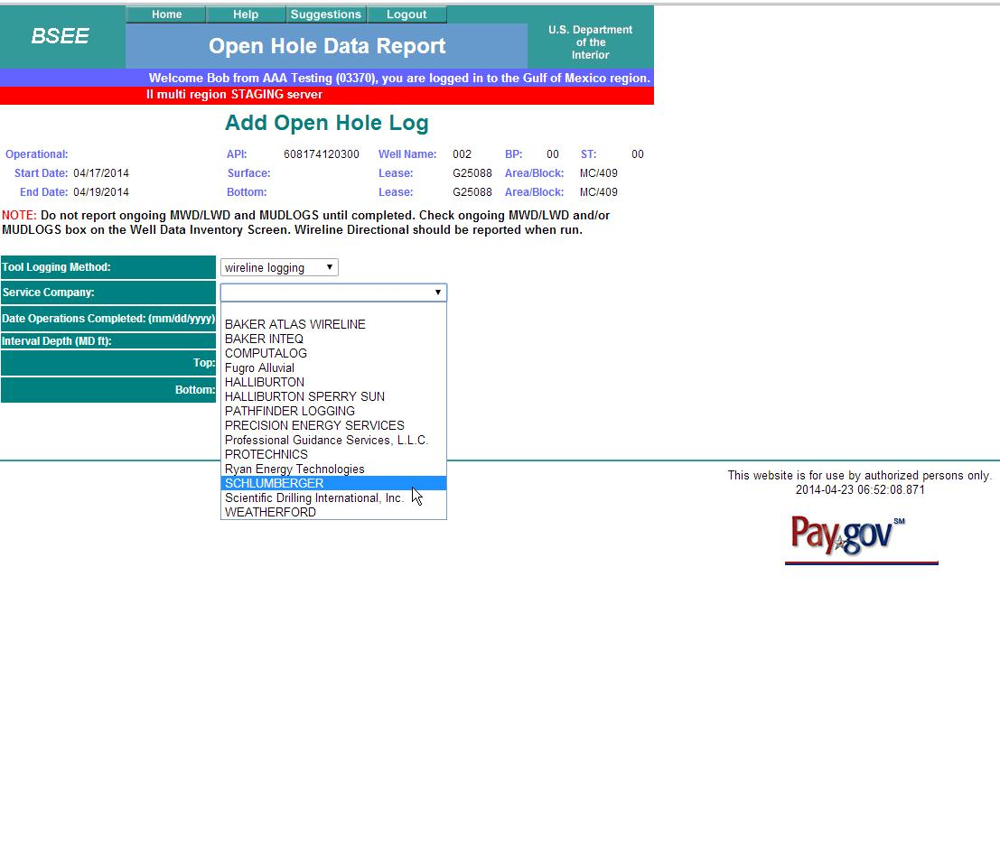 Home Help Suggestions Logout
BSEE
Open Hole Data Report
U.S. Department
of the
Interior
Welcome Bob from AAA Testing (03370), you are logged in to the Gulf of Mexico region.
II multi region STAGING server
Add Open Hole Log
Operational: API: 608174120300 Well Name: 002 BP: 00 ST: 00
Start Date: 04/17/2014 Surface: Lease: G25088 Area/Block: MC/409
End Date: 04/19/2014 Bottom: Lease: G25088 Area/Block: MC/409
NOTE: Do not report ongoing MWD/LWD and MUDLOGS until completed. Check ongoing MWD/LWD and/or
MUDLOGS box on the Well Data Inventory Screen. Wireline Directional should be reported when run.
Tool Logging Method: wireline logging
Service Company:
Date Operations Completed: (mm/dd/yyyy)
Interval Depth (MD ft):
Top:
Bottom:
BAKER ATLAS WIRELINE
BAKER INTEQ
COMPUTALOG
Fugro Alluvial
HALLIBURTON
HALLIBURTON SPERRY SUN
PATHFINDER LOGGING
PRECISION ENERGY SERVICES
Professional Guidance Services, L.L.C.
PROTECHNICS
Ryan Energy Technologies
SCHLUMBERGER
Scientific Drilling International, Inc.
WEATHERFORD
This website is for use by authorized persons only.
2014-04-23 06:52:08.871
Pay.gov SM